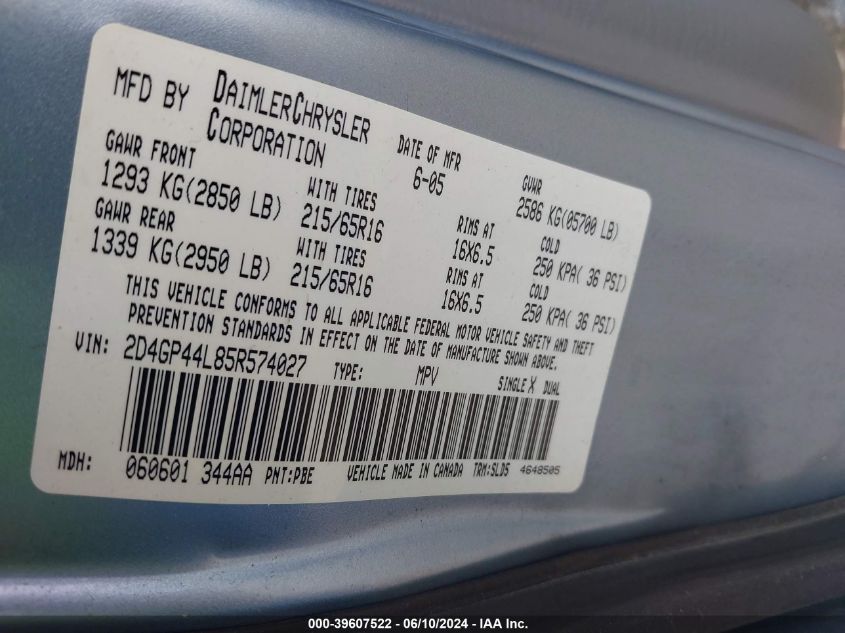 MFD BY DAIMLERCHRYSLER CORPORATION
DATE OF MFR 6-05
GVWR 2586 KG(05700 LB)
GAWR FRONT
1293 KG(2850 LB) WITH TIRES 215/65R16 RIMS AT 16X6.5 COLD 250 KPA( 36 PSI)
GAWR REAR
1339 KG(2950 LB) WITH TIRES 215/65R16 RIMS AT 16X6.5 COLD 250 KPA( 36 PSI)
THIS VEHICLE CONFORMS TO ALL APPLICABLE FEDERAL MOTOR VEHICLE SAFETY AND THEFT
PREVENTION STANDARDS IN EFFECT ON THE DATE OF MANUFACTURE SHOWN ABOVE.
VIN: 2D4GP44L85R574027 TYPE: MPV SINGLE X DUAL
MDH: 060601 344AA PNT:PBE VEHICLE MADE IN CANADA TRM:SLD5 4648505
000-39607522 - 06/10/2024 - IAA Inc.